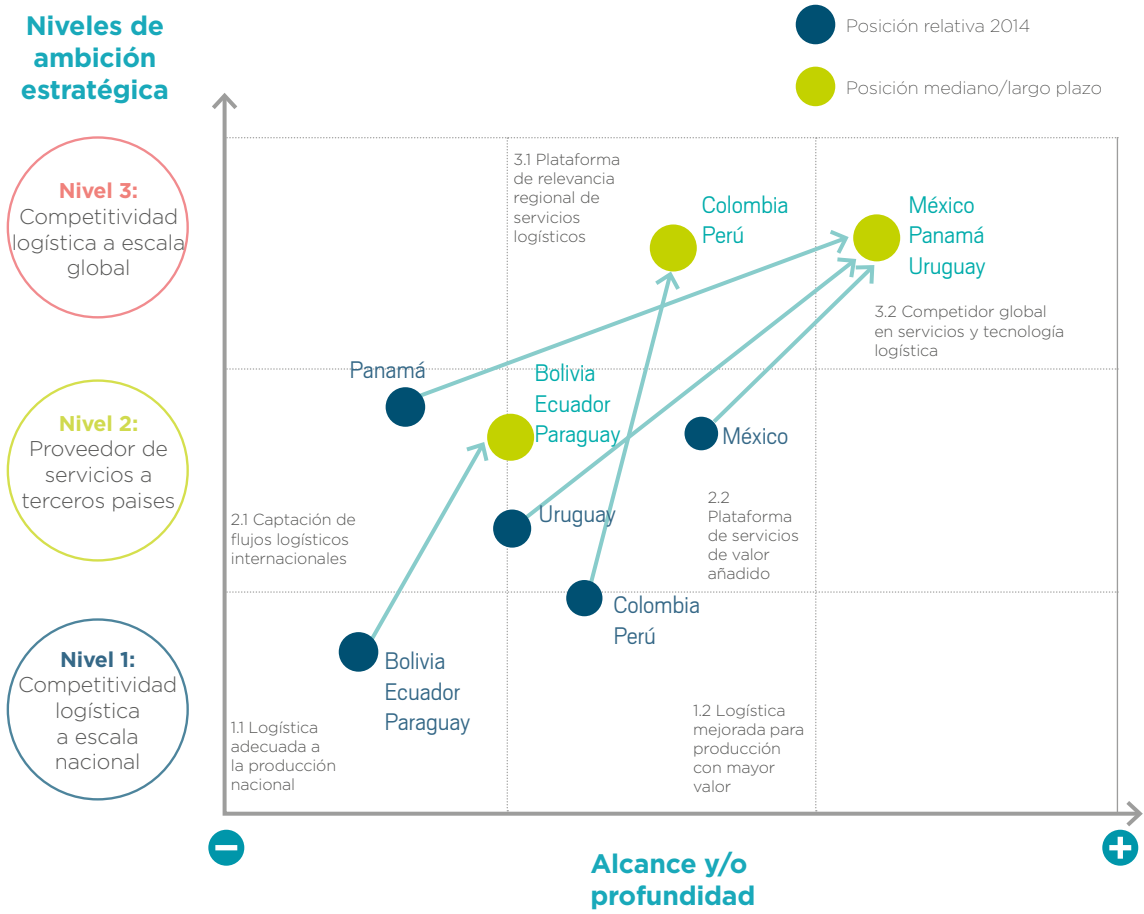 Niveles de
ambición
estratégica
Posición relativa 2014
Posición mediano/largo plazo
Nivel 3:
Competitividad
logística a escala
global
3.1 Plataforma
de relevancia
regional de
servicios
logísticos
Colombia
Perú
México
Panamá
Uruguay
3.2 Competidor global
en servicios y tecnología
logística
Nivel 2:
Proveedor de
servicios a
terceros paises
Panamá
Bolivia
Ecuador
Paraguay
México
Uruguay
2.1 Captación de
flujos logísticos
internacionales
2.2
Plataforma
de servicios
de valor
añadido
Nivel 1:
Competitividad
logística
a escala
nacional
Colombia
Perú
Bolivia
Ecuador
Paraguay
1.1 Logística
adecuada a
la producción
nacional
1.2 Logística
mejorada para
producción
con mayor
valor
−
+
Alcance y/o
profundidad